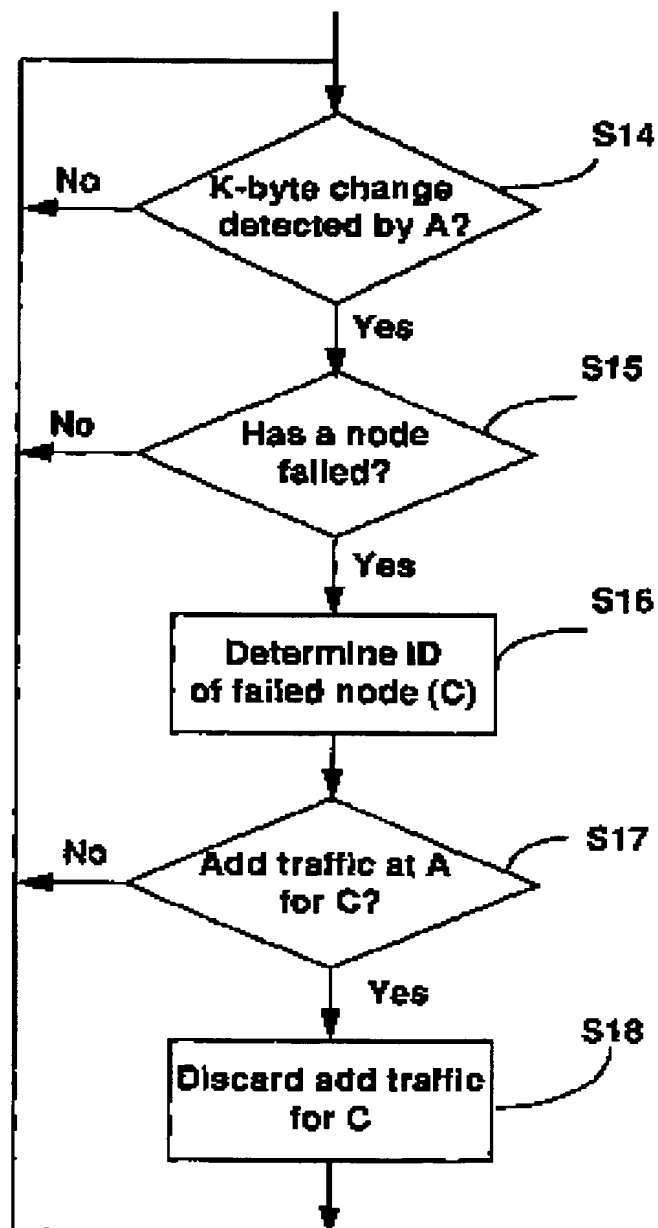 S14
No
K-byte change
detected by A?
Yes
S15
No
Has a node
failed?
Yes
S16
Determine ID
of failed node (C)
No
S17
Add traffic at A
for C?
Yes
S18
Discard add traffic
for C